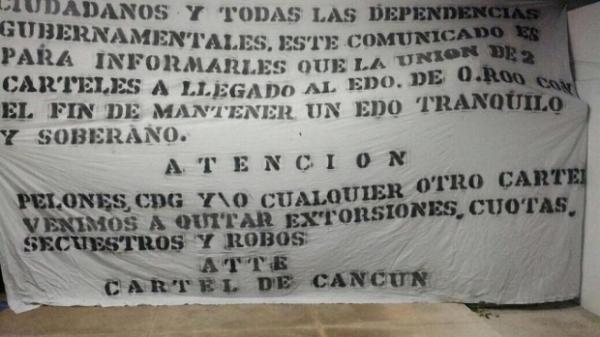 CIUDADANOS Y TODAS LAS DEPENDENCIAS
GUBERNAMENTALES, ESTE COMUNICADO ES
PARA INFORMARLES QUE LA UNION DE 2
CARTELES A LLEGADO AL EDO. DE Q.ROO CON
EL FIN DE MANTENER UN EDO TRANQUILO
Y SOBERANO.
ATENCION
PELONES, CDG Y\O CUALQUIER OTRO CARTEL
VENIMOS A QUITAR EXTORSIONES, CUOTAS,
SECUESTROS Y ROBOS
ATTE
CARTEL DE CANCUN